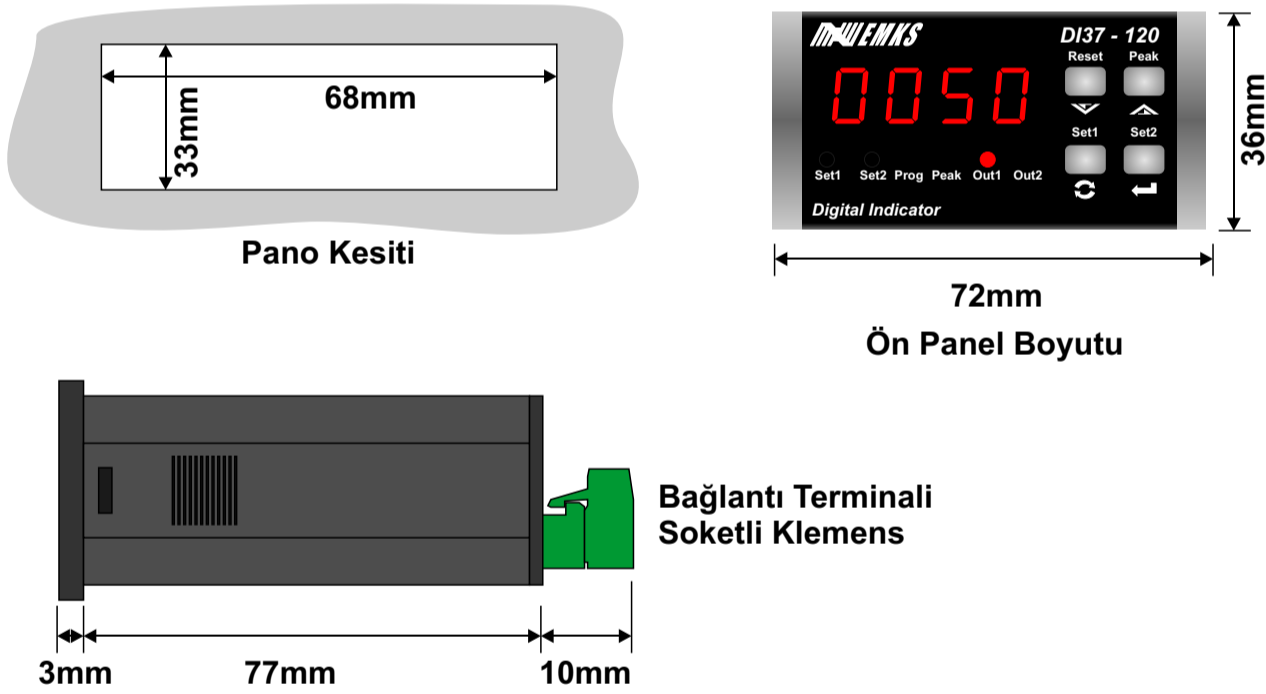 68mm
33mm
Pano Kesiti
EMKS
DI37 - 120
Reset Peak
0050
Set1 Set2
Set1 Set2 Prog Peak Out1 Out2
Digital Indicator
36mm
72mm
Ön Panel Boyutu
Bağlantı Terminali
Soketli Klemens
3mm 77mm 10mm